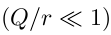 (Q/r ≪ 1)